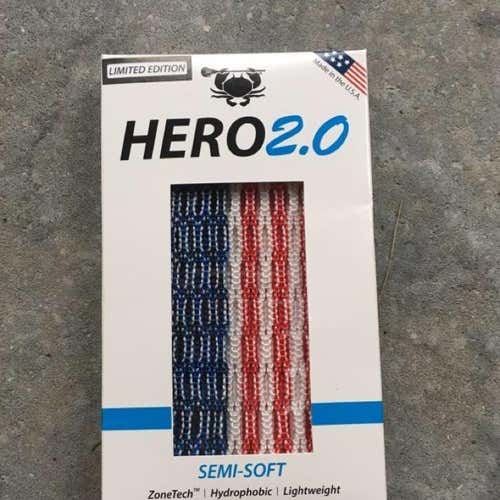 LIMITED EDITION
Made in the U.S.A.
HERO2.0
SEMI-SOFT
ZoneTech™ | Hydrophobic | Lightweight